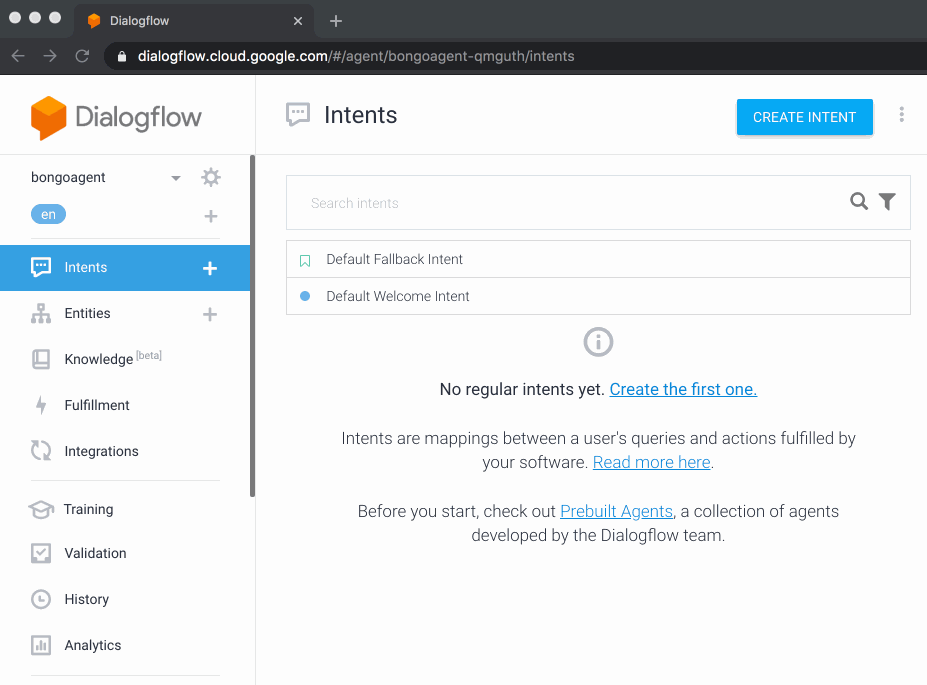 Dialogflow
dialogflow.cloud.google.com/#/agent/bongoagent-qmguth/intents
Dialogflow
Intents
CREATE INTENT
bongoagent
en
Intents
Entities
Knowledge [beta]
Fulfillment
Integrations
Training
Validation
History
Analytics
Search intents
Default Fallback Intent
Default Welcome Intent
No regular intents yet. Create the first one.
Intents are mappings between a user's queries and actions fulfilled by
your software. Read more here.
Before you start, check out Prebuilt Agents, a collection of agents
developed by the Dialogflow team.